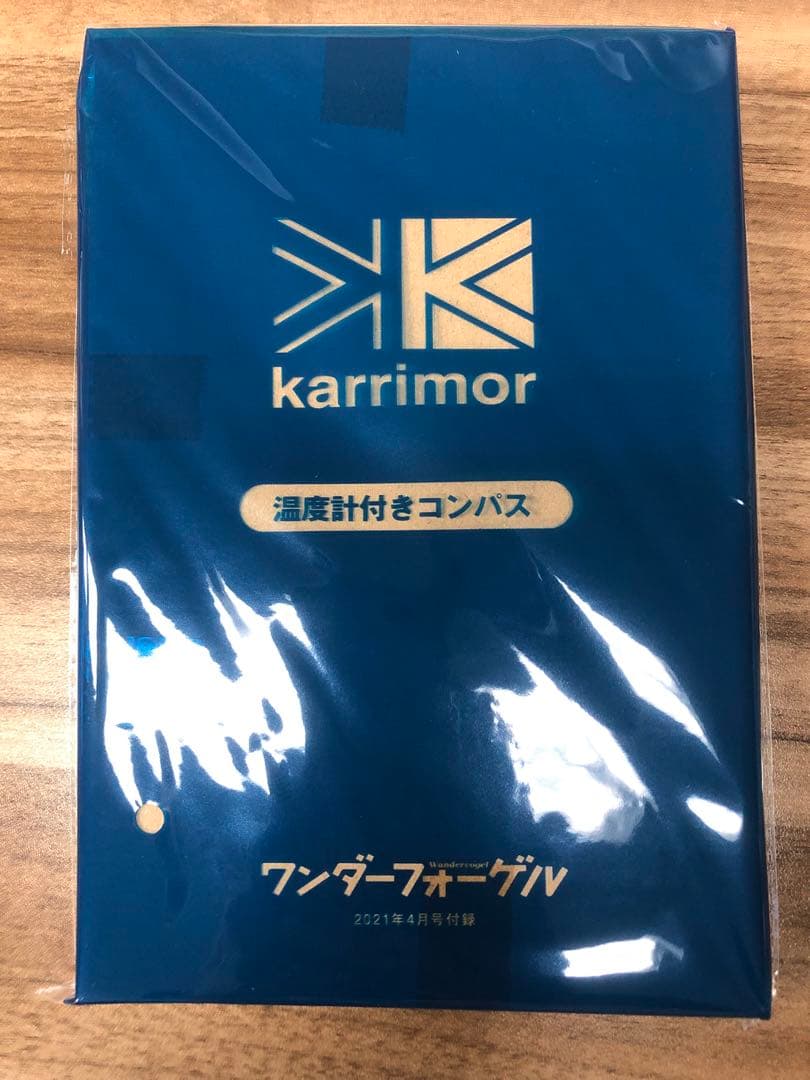 karrimor
温度計付きコンパス
Wandervogel
ワンダーフォーゲル
2021年4月号付録